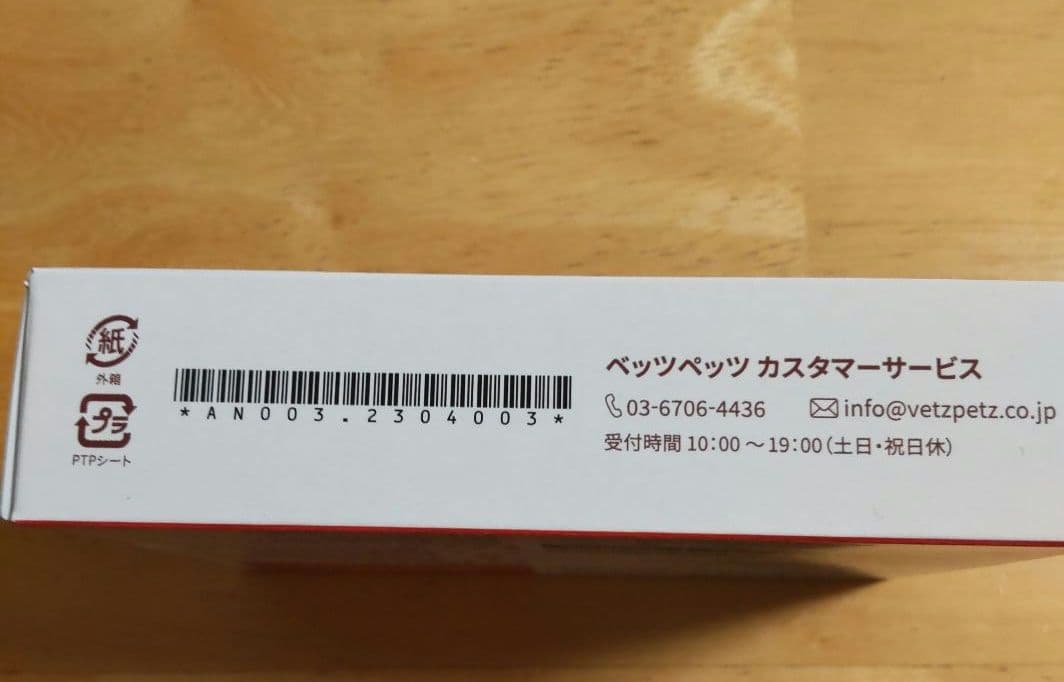 紙
外箱
プラ
PTPシート
*AN003.2304003*
ベッツペッツ カスタマーサービス
03-6706-4436 info@vetzpetz.co.jp
受付時間 10:00～19:00（土日・祝日休）